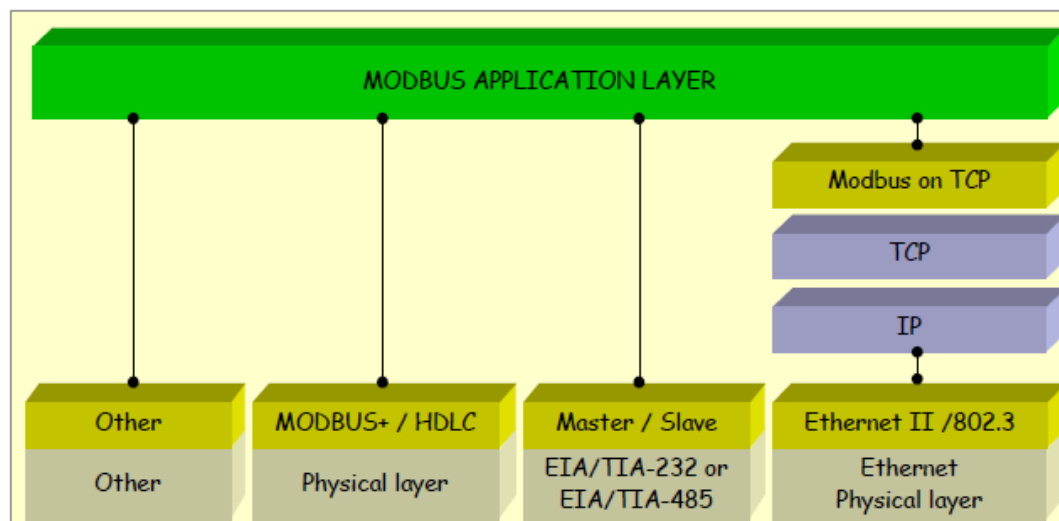 MODBUS APPLICATION LAYER
Modbus on TCP
TCP
IP
Other
MODBUS+ / HDLC
Master / Slave
Ethernet II /802.3
Other
Physical layer
EIA/TIA-232 or
EIA/TIA-485
Ethernet
Physical layer